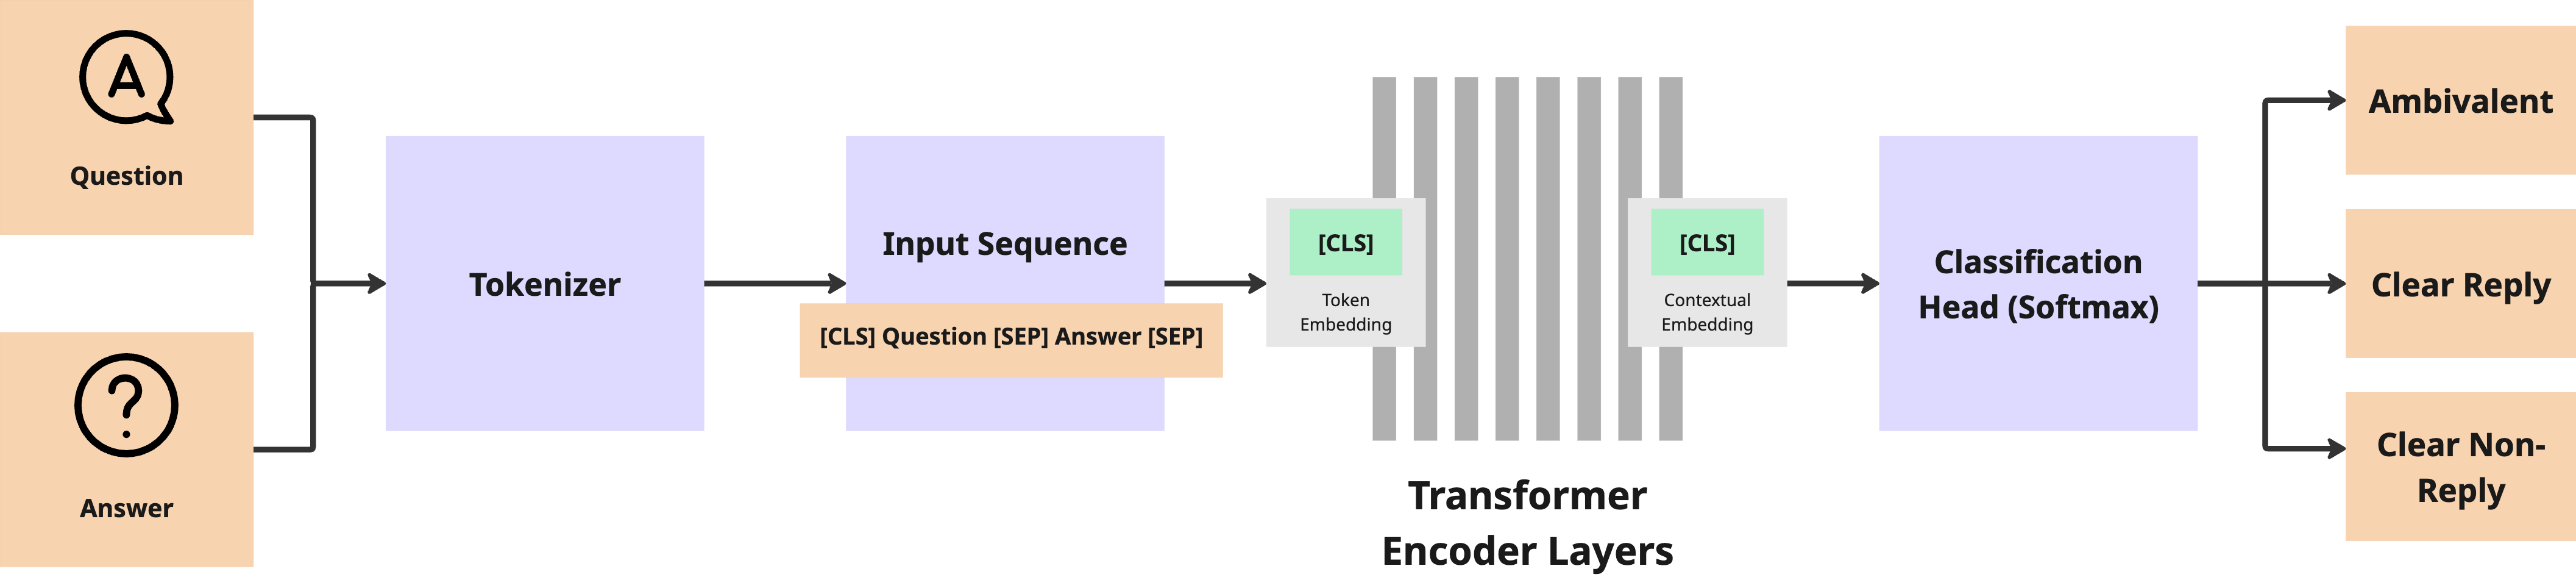 A
Question
?
Answer
Tokenizer
Input Sequence
[CLS] Question [SEP] Answer [SEP]
[CLS]
Token
Embedding
[CLS]
Contextual
Embedding
Transformer
Encoder Layers
Classification
Head (Softmax)
Ambivalent
Clear Reply
Clear Non-
Reply